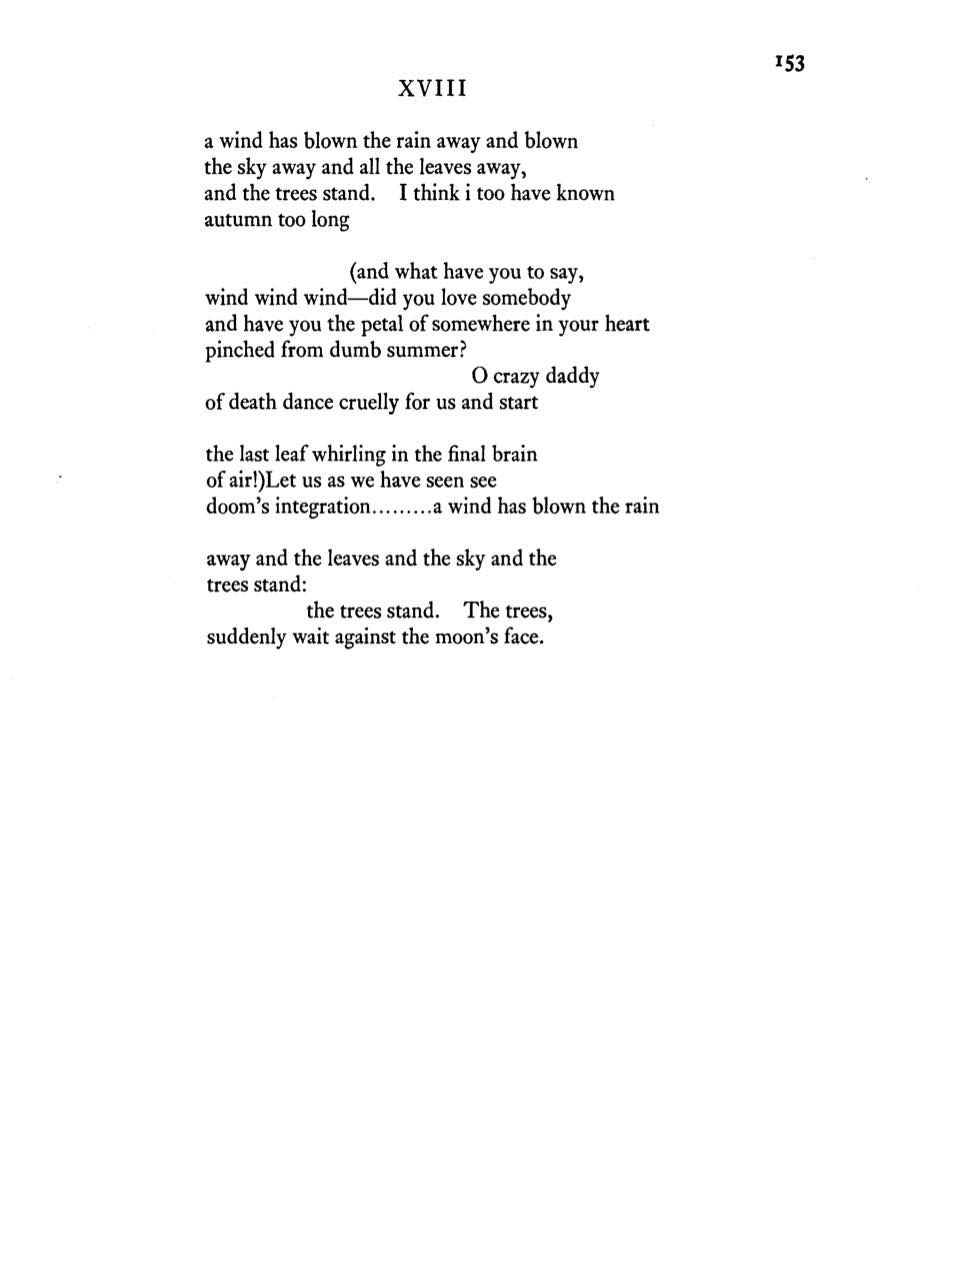 153
XVIII
a wind has blown the rain away and blown
the sky away and all the leaves away,
and the trees stand.    I think i too have known
autumn too long
(and what have you to say,
wind wind wind—did you love somebody
and have you the petal of somewhere in your heart
pinched from dumb summer?
O crazy daddy
of death dance cruelly for us and start
the last leaf whirling in the final brain
of air!)Let us as we have seen see
doom's integration.........a wind has blown the rain
away and the leaves and the sky and the
trees stand:
the trees stand.    The trees,
suddenly wait against the moon's face.